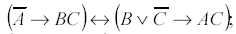 (A̅ → BC) ↔ (B ∨ C̅ → AC);